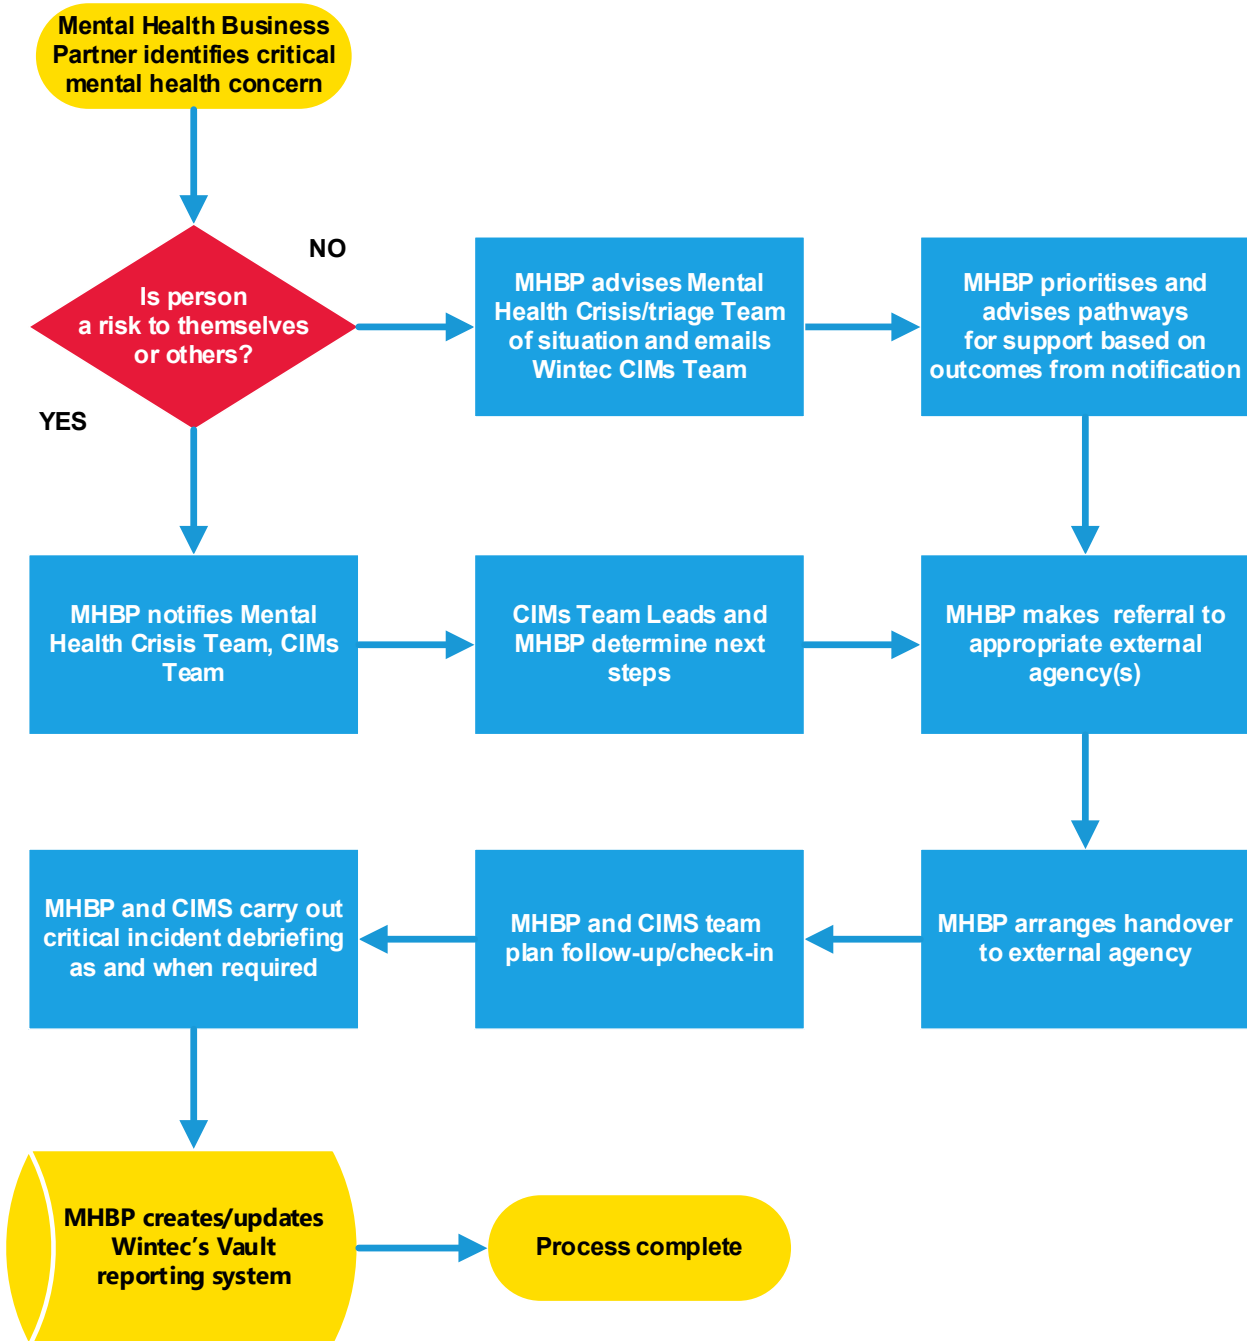 Mental Health Business
Partner identifies critical
mental health concern
NO
Is person
a risk to themselves
or others?
YES
MHBP advises Mental
Health Crisis/triage Team
of situation and emails
Wintec CIMs Team
MHBP prioritises and
advises pathways
for support based on
outcomes from notification
MHBP notifies Mental
Health Crisis Team, CIMs
Team
CIMs Team Leads and
MHBP determine next
steps
MHBP makes referral to
appropriate external
agency(s)
MHBP and CIMS carry out
critical incident debriefing
as and when required
MHBP and CIMS team
plan follow-up/check-in
MHBP arranges handover
to external agency
MHBP creates/updates
Wintec’s Vault
reporting system
Process complete